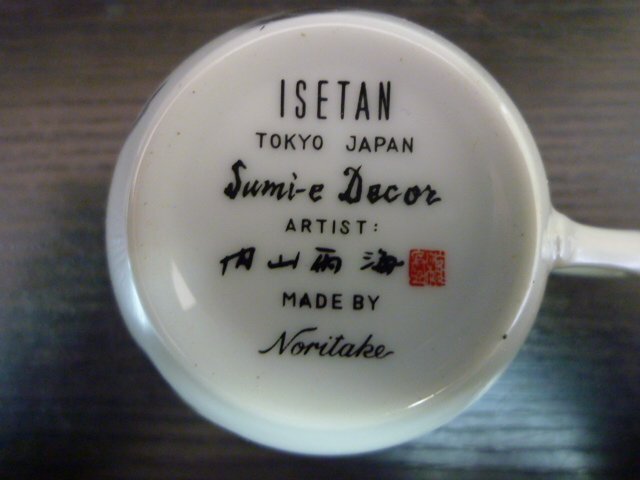 ISETAN
TOKYO JAPAN
Sumi-e Decor
ARTIST:
内山雨海
MADE BY
Noritake